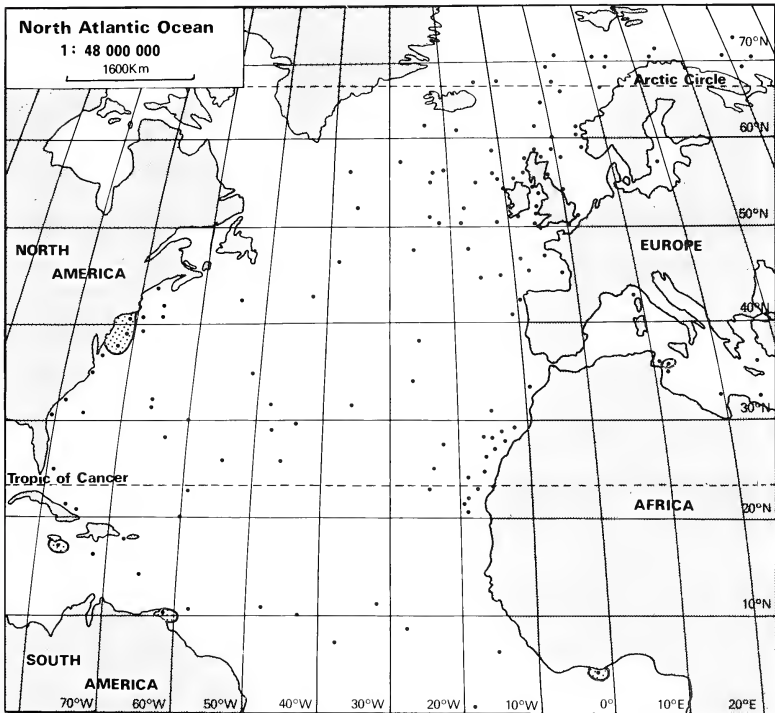 North Atlantic Ocean
1: 48 000 000
1600Km
70°N
Arctic Circle
60°N
50°N
NORTH
AMERICA
EUROPE
40°N
30°N
Tropic of Cancer
AFRICA
20°N
10°N
SOUTH
AMERICA
70°W
60°W
50°W
40°W
30°W
20°W
10°W
0°
10°E
20°E